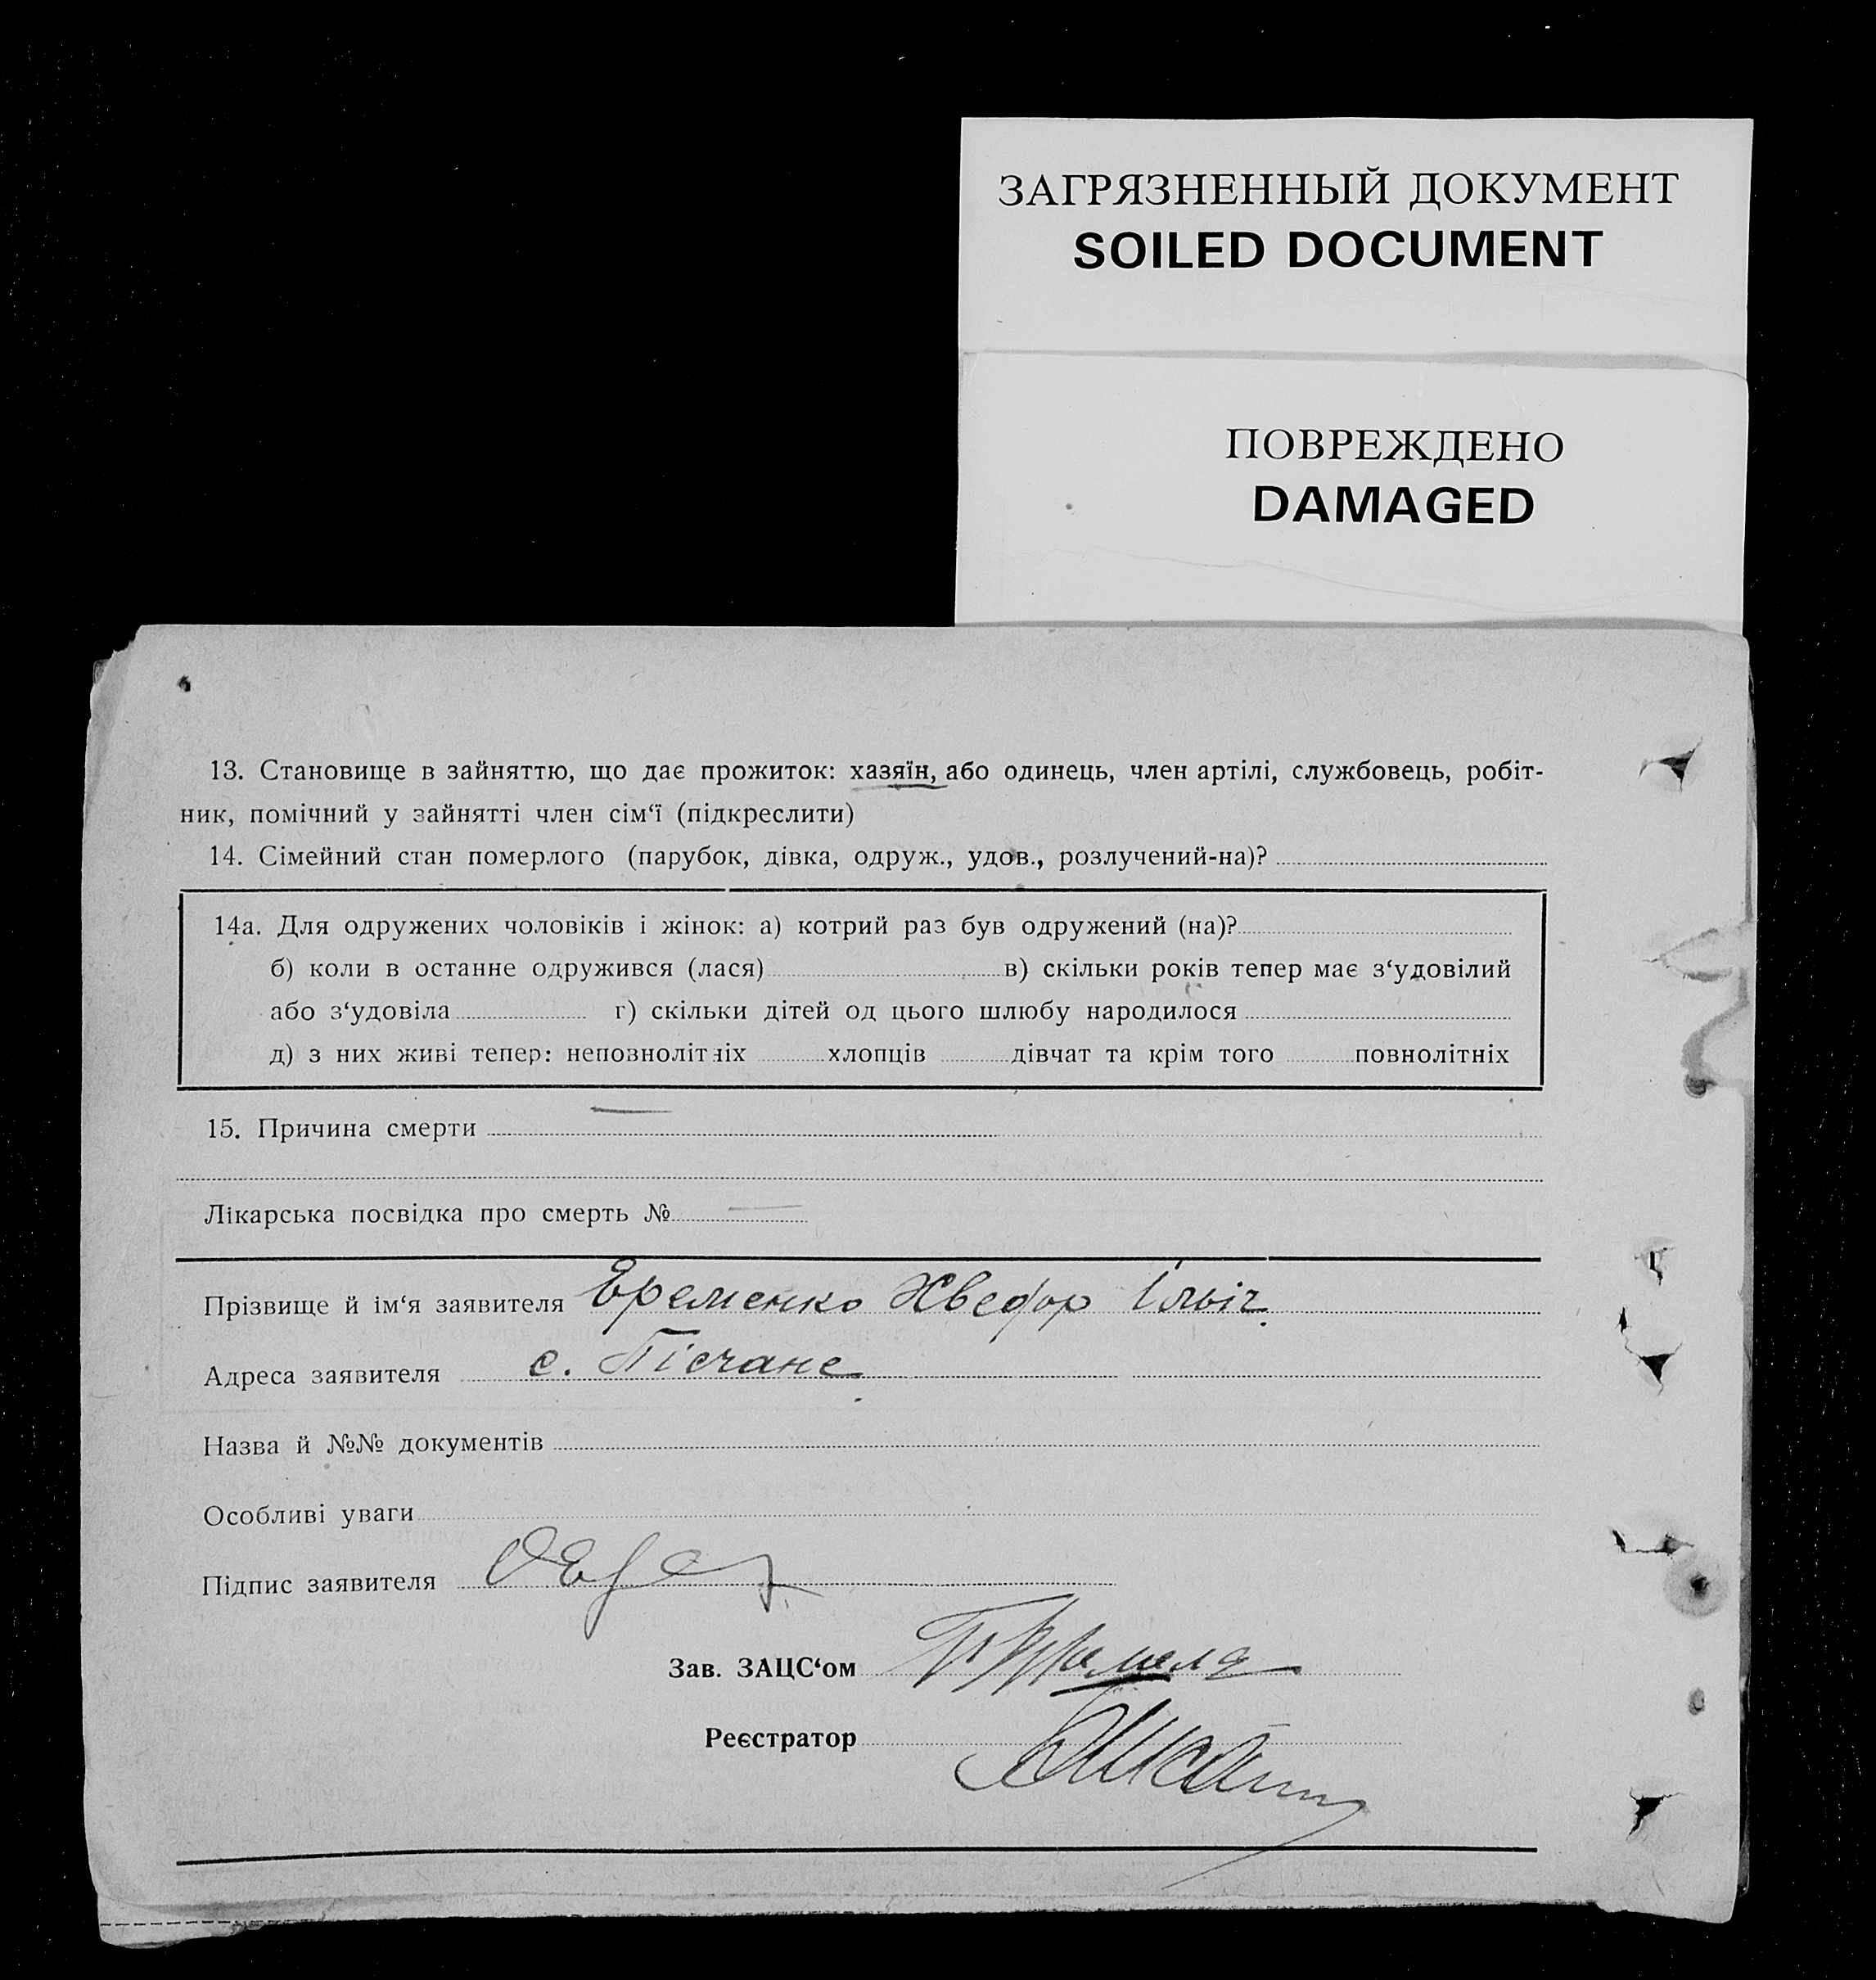 ЗАГРЯЗНЕННЫЙ ДОКУМЕНТ
SOILED DOCUMENT
ПОВРЕЖДЕНО
DAMAGED
13. Становище в зайняттю, що дає прожиток: хазяїн, або одинець, член артілі, службовець, робіт-
ник, помічний у зайнятті член сім‘ї (підкреслити)
14. Сімейний стан померлого (парубок, дівка, одруж., удов., розлучений-на)?
14а. Для одружених чоловіків і жінок: а) котрий раз був одружений (на)?
б) коли в останнє одружився (лася) в) скільки років тепер має з‘удовілий
або з‘удовіла г) скільки дітей од цього шлюбу народилося
д) з них живі тепер: неповнолітніх хлопців дівчат та крім того повнолітніх
15. Причина смерти
Лікарська посвідка про смерть №
Прізвище й ім‘я заявителя Еременко Хведор Ільіч.
Адреса заявителя с. Пісчане
Назва й №№ документів
Особливі уваги
Підпис заявителя
Зав. ЗАЦС‘ом
Реєстратор